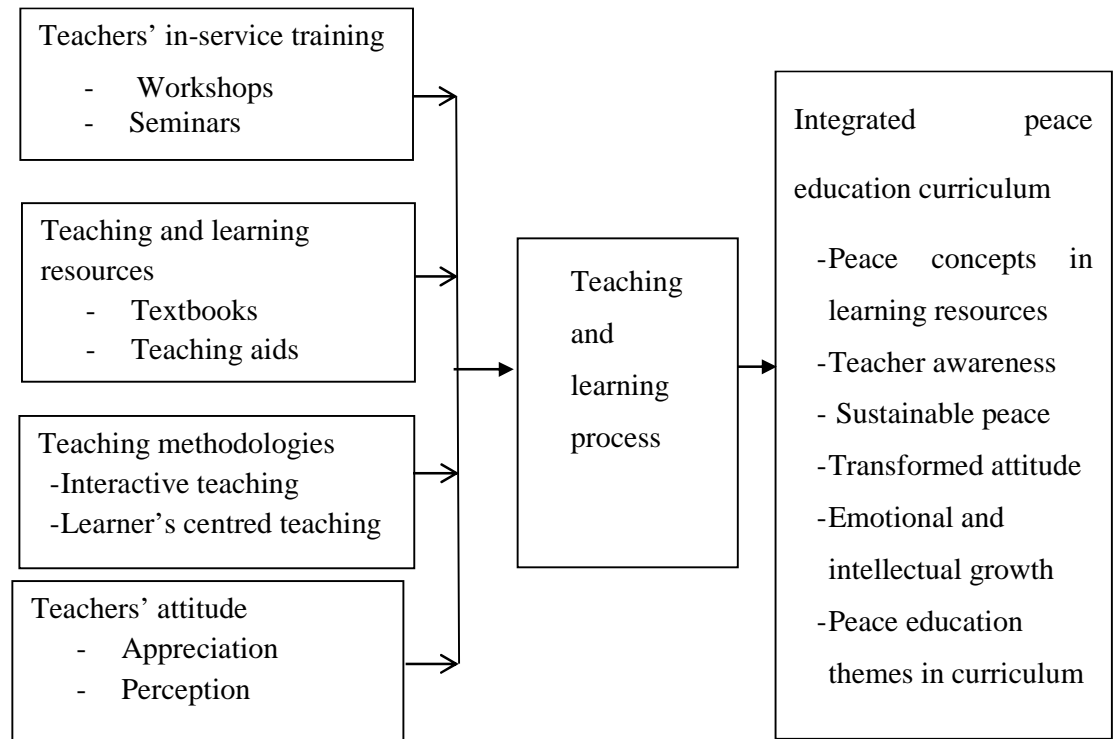 Teachers’ in-service training
- Workshops
- Seminars
Teaching and learning
resources
- Textbooks
- Teaching aids
Teaching methodologies
-Interactive teaching
-Learner’s centred teaching
Teachers’ attitude
- Appreciation
- Perception
Teaching
and
learning
process
Integrated peace
education curriculum
-Peace concepts in
learning resources
-Teacher awareness
- Sustainable peace
-Transformed attitude
-Emotional and
intellectual growth
-Peace education
themes in curriculum